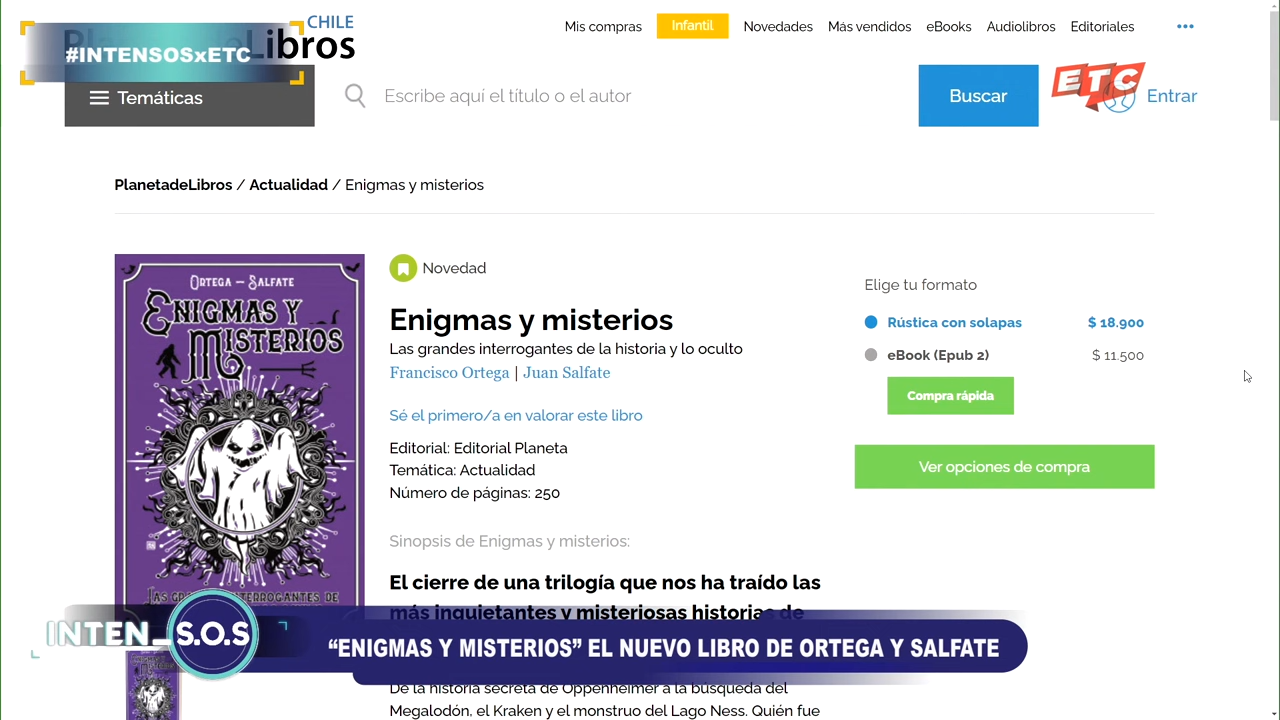 CHILE
Libros
#INTENSOSxETC
Mis compras
Infantil
Novedades
Más vendidos
eBooks
Audiolibros
Editoriales
Temáticas
Escribe aquí el título o el autor
Buscar
ETC
Entrar
PlanetadeLibros / Actualidad / Enigmas y misterios
ORTEGA – SALFATE
ENIGMAS Y
MISTERIOS
Novedad
Enigmas y misterios
Las grandes interrogantes de la historia y lo oculto
Francisco Ortega | Juan Salfate
Sé el primero/a en valorar este libro
Editorial: Editorial Planeta
Temática: Actualidad
Número de páginas: 250
Elige tu formato
Rústica con solapas $ 18.900
eBook (Epub 2) $ 11.500
Compra rápida
Ver opciones de compra
Sinopsis de Enigmas y misterios:
El cierre de una trilogía que nos ha traído las
más inquietantes y misteriosas historias de
INTEN_S.O.S
“ENIGMAS Y MISTERIOS” EL NUEVO LIBRO DE ORTEGA Y SALFATE
De la historia secreta de Oppenheimer a la búsqueda del
Megalodón, el Kraken y el monstruo del Lago Ness. Quién fue